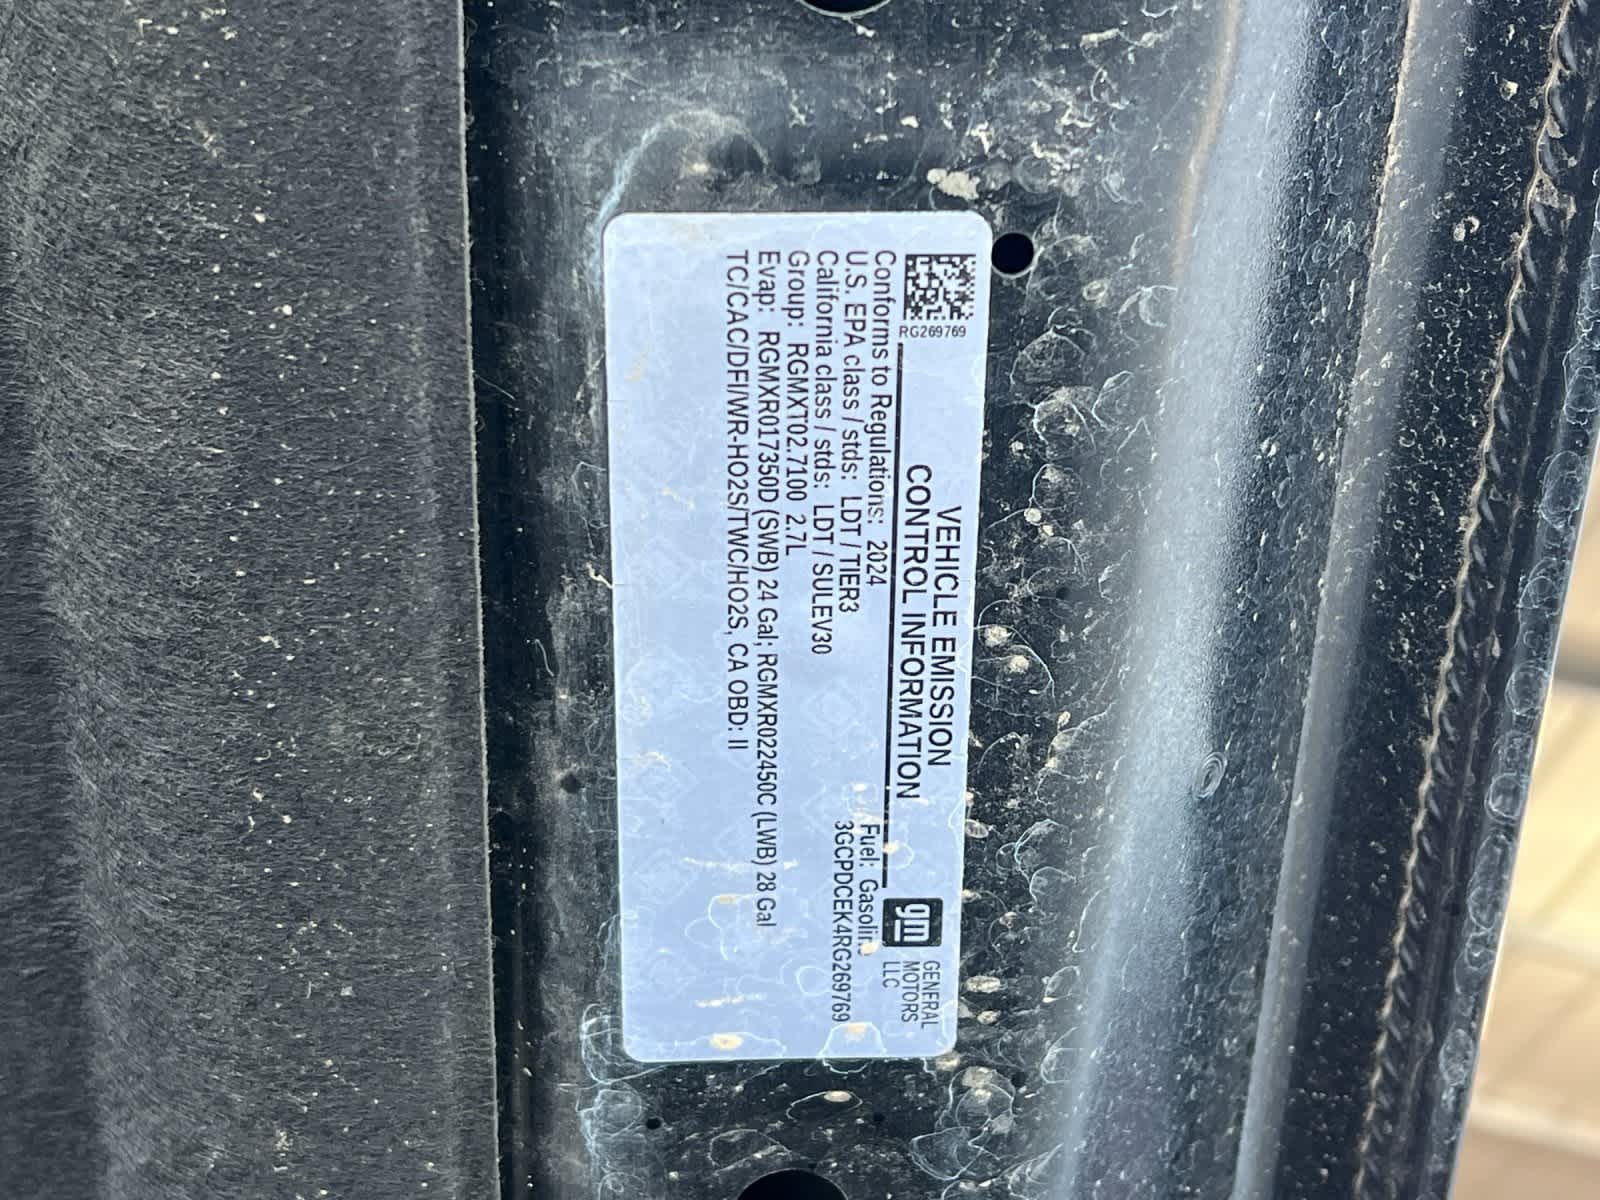 RG269769
VEHICLE EMISSION
CONTROL INFORMATION
gm
GENERAL
MOTORS
LLC
Conforms to Regulations: 2024
Fuel: Gasoline
U.S. EPA class / stds: LDT / TIER3
3GCPDCEK4RG269769
California class / stds: LDT / SULEV30
Group: RGMXT02.7100 2.7L
Evap: RGMXR017350D (SWB) 24 Gal; RGMXR022450C (LWB) 28 Gal
TC/CAC/DFI/WR-HO2S/TWC/HO2S, CA OBD: II